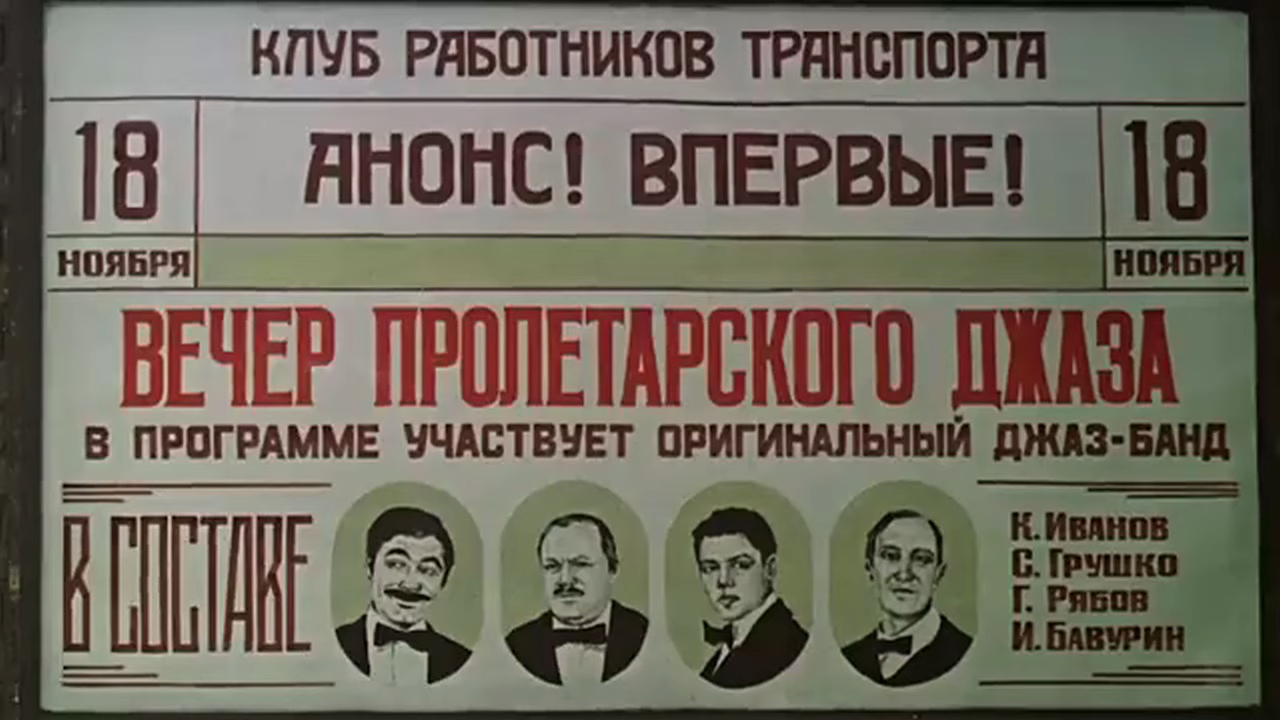 КЛУБ РАБОТНИКОВ ТРАНСПОРТА
18 АНОНС! ВПЕРВЫЕ! 18
НОЯБРЯ НОЯБРЯ
ВЕЧЕР ПРОЛЕТАРСКОГО ДЖАЗА
В ПРОГРАММЕ УЧАСТВУЕТ ОРИГИНАЛЬНЫЙ ДЖАЗ-БАНД
В СОСТАВЕ
К. ИВАНОВ
С. ГРУШКО
Г. РЯБОВ
И. БАВУРИН